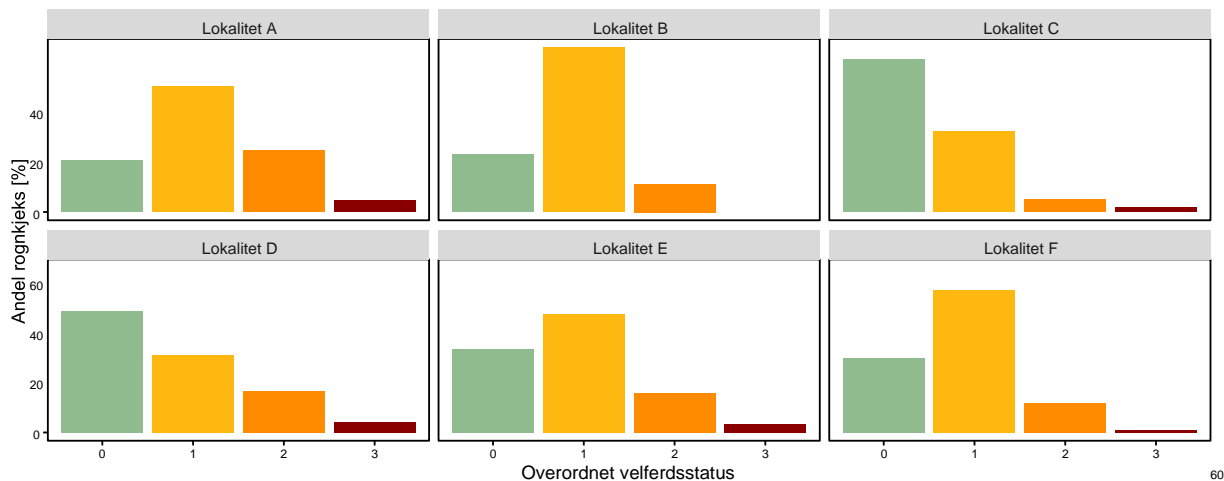 Lokalitet A Lokalitet B Lokalitet C
40
20
0
Lokalitet D Lokalitet E Lokalitet F
60
40
20
0
Andel rognkjeks [%]
0 1 2 3 0 1 2 3 0 1 2 3
Overordnet velferdsstatus
60